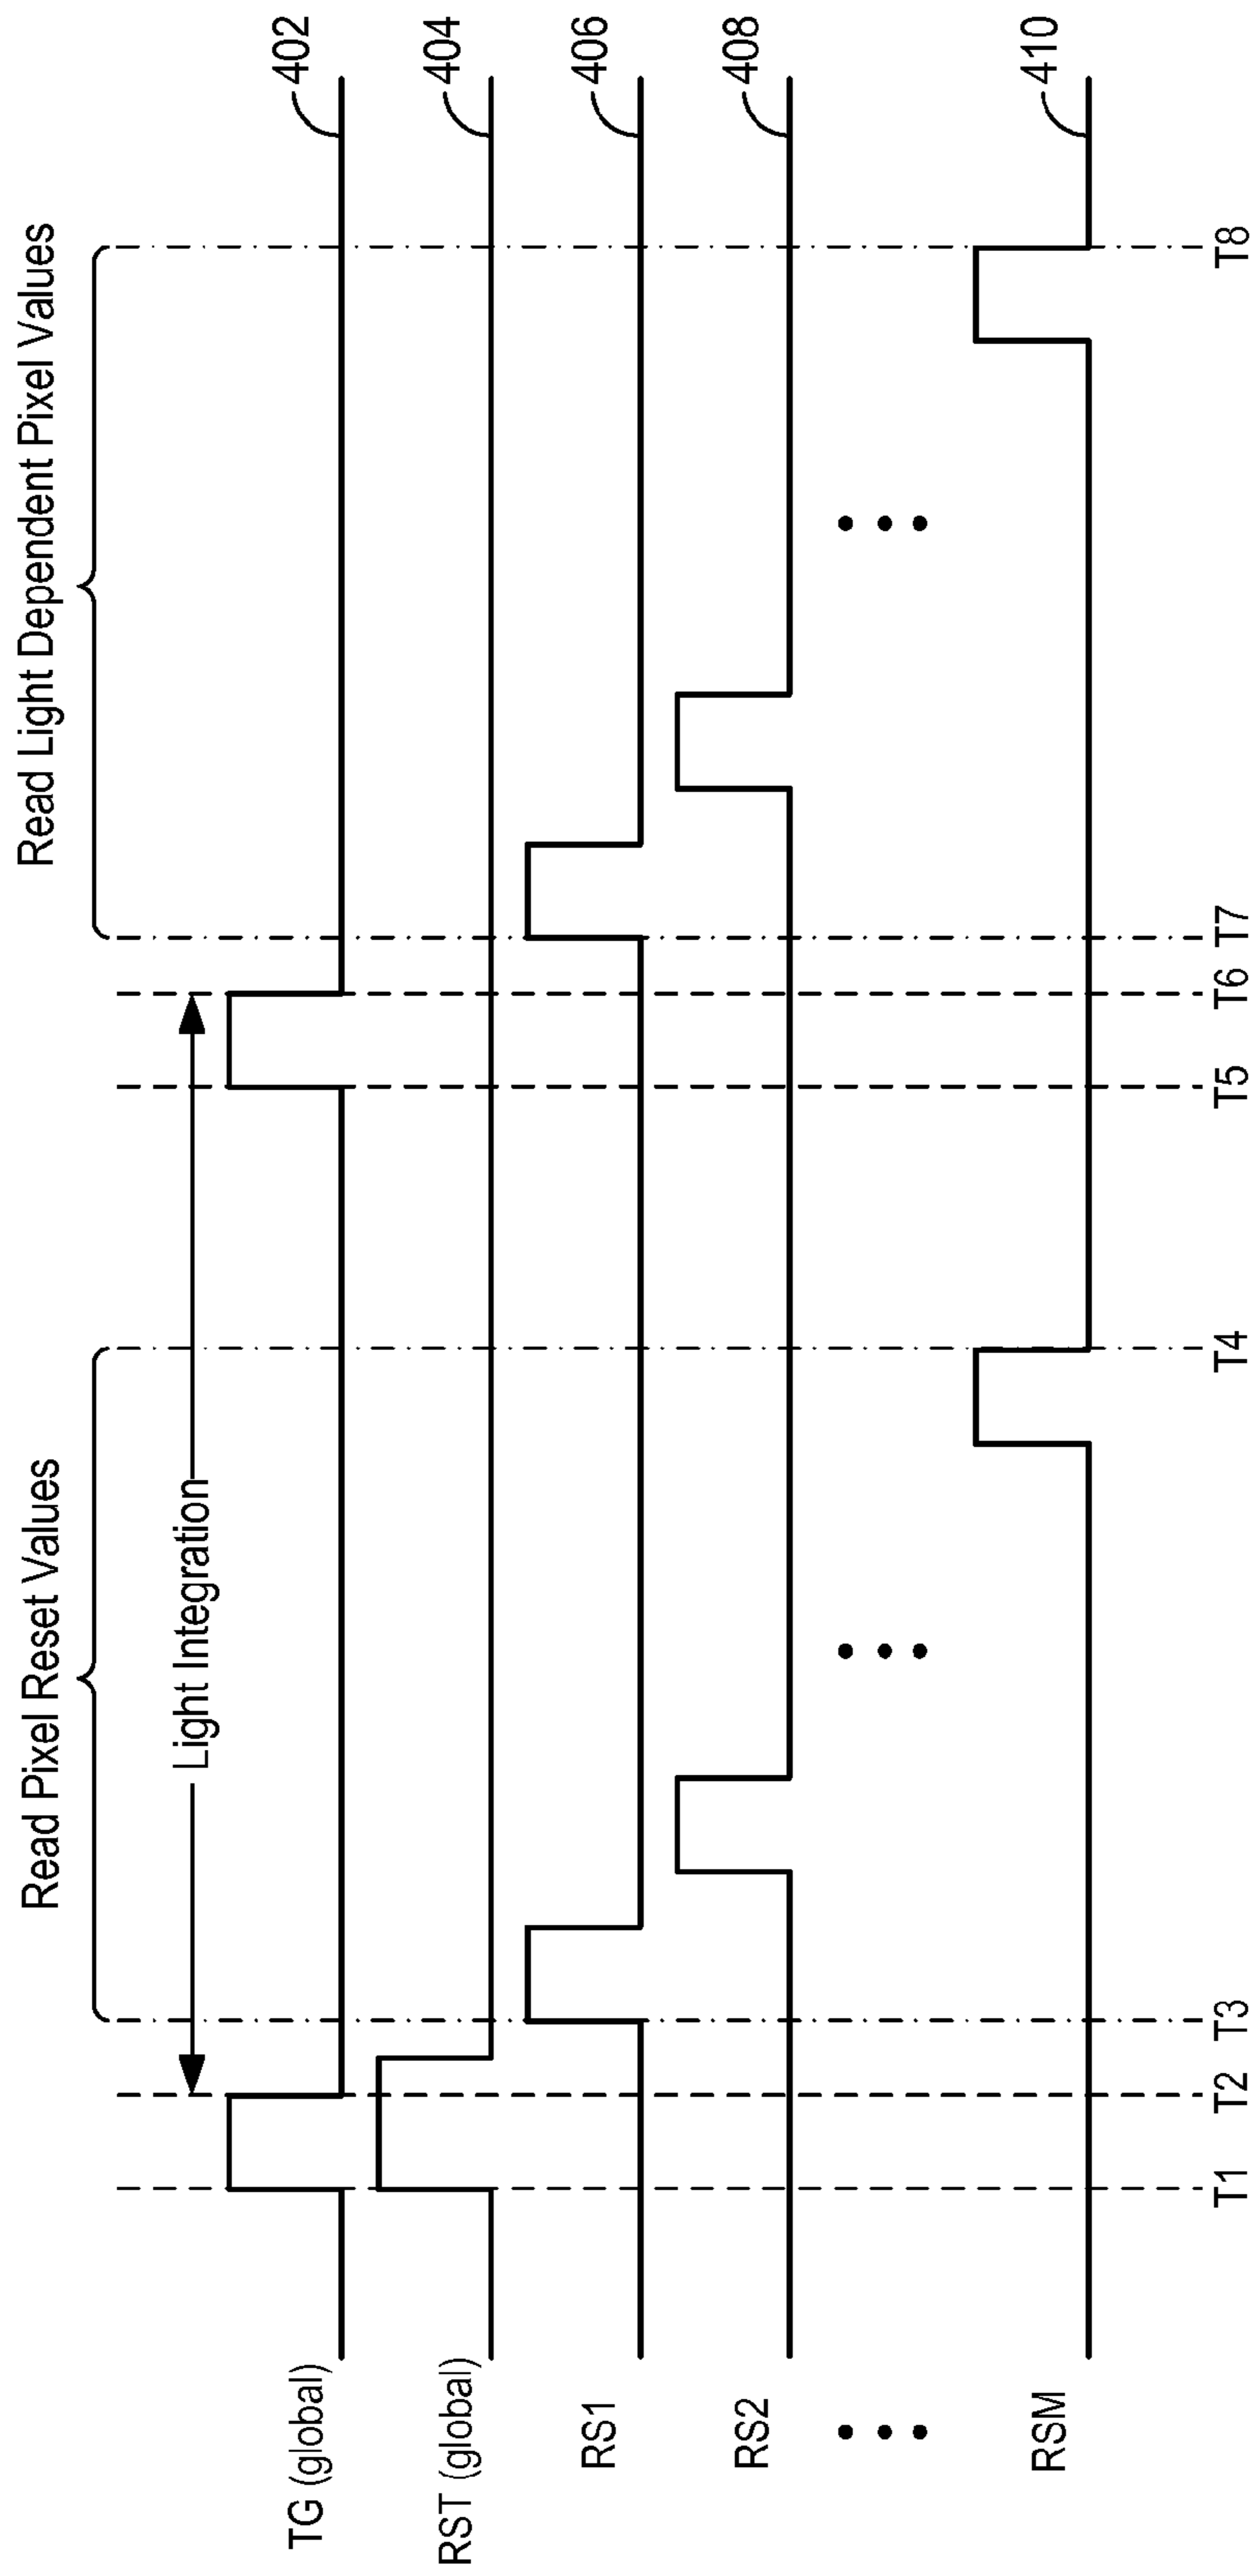 Read Pixel Reset Values
Read Light Dependent Pixel Values
Light Integration
TG (global)
402
RST (global)
404
RS1
406
RS2
408
RSM
410
T1
T2
T3
T4
T5
T6
T7
T8